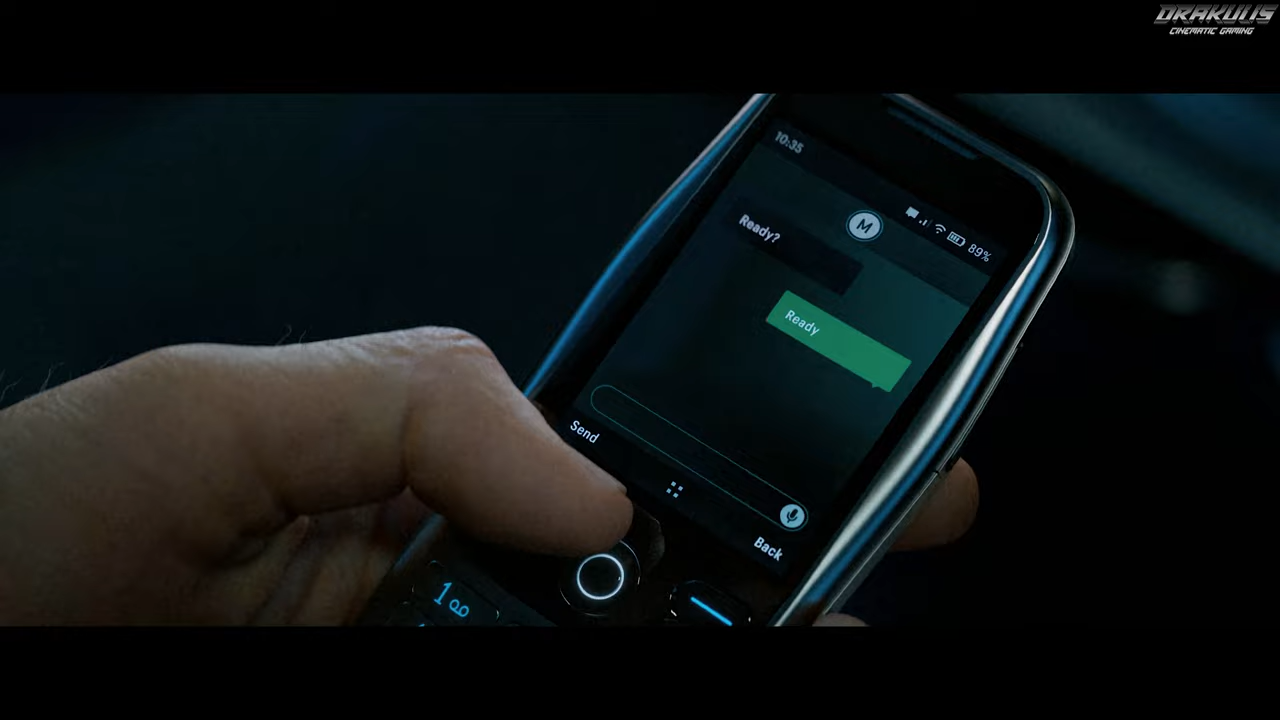 DRAKULIS
CINEMATIC GAMING
10:35
89%
M
Ready?
Ready
Send
Back
1